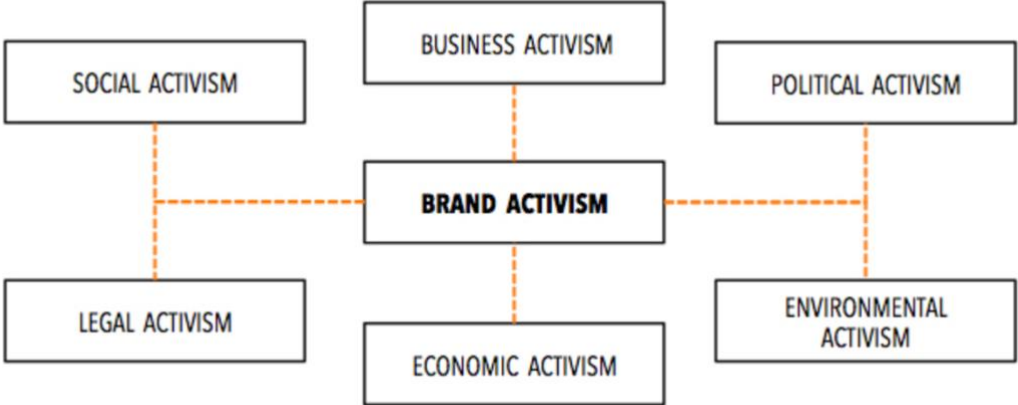 BUSINESS ACTIVISM
SOCIAL ACTIVISM
POLITICAL ACTIVISM
BRAND ACTIVISM
LEGAL ACTIVISM
ENVIRONMENTAL
ACTIVISM
ECONOMIC ACTIVISM